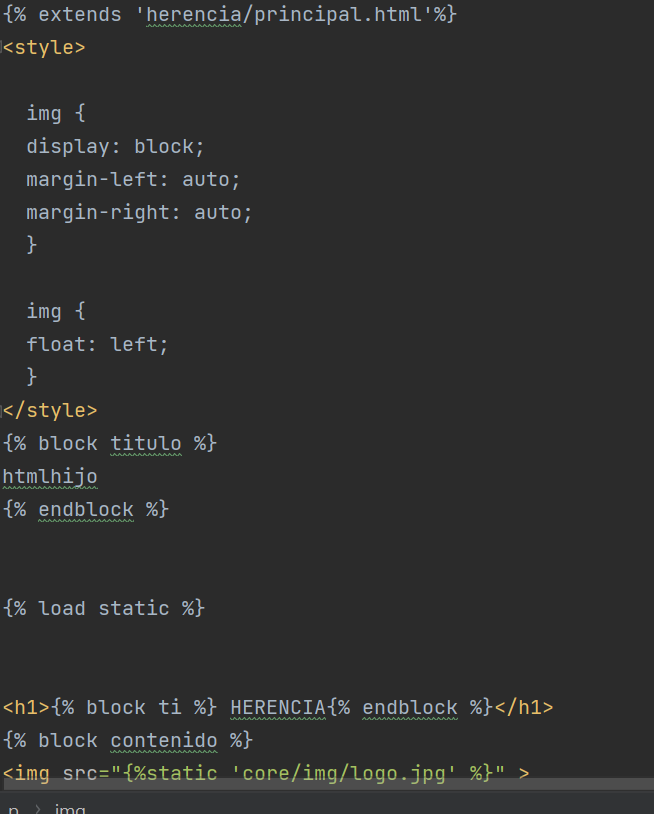 {% extends 'herencia/principal.html'%}
<style>
img {
display: block;
margin-left: auto;
margin-right: auto;
}
img {
float: left;
}
</style>
{% block titulo %}
htmlhijo
{% endblock %}
{% load static %}
<h1>{% block ti %} HERENCIA{% endblock %}</h1>
{% block contenido %}
<img src="{%static 'core/img/logo.jpg' %}" >
p › img